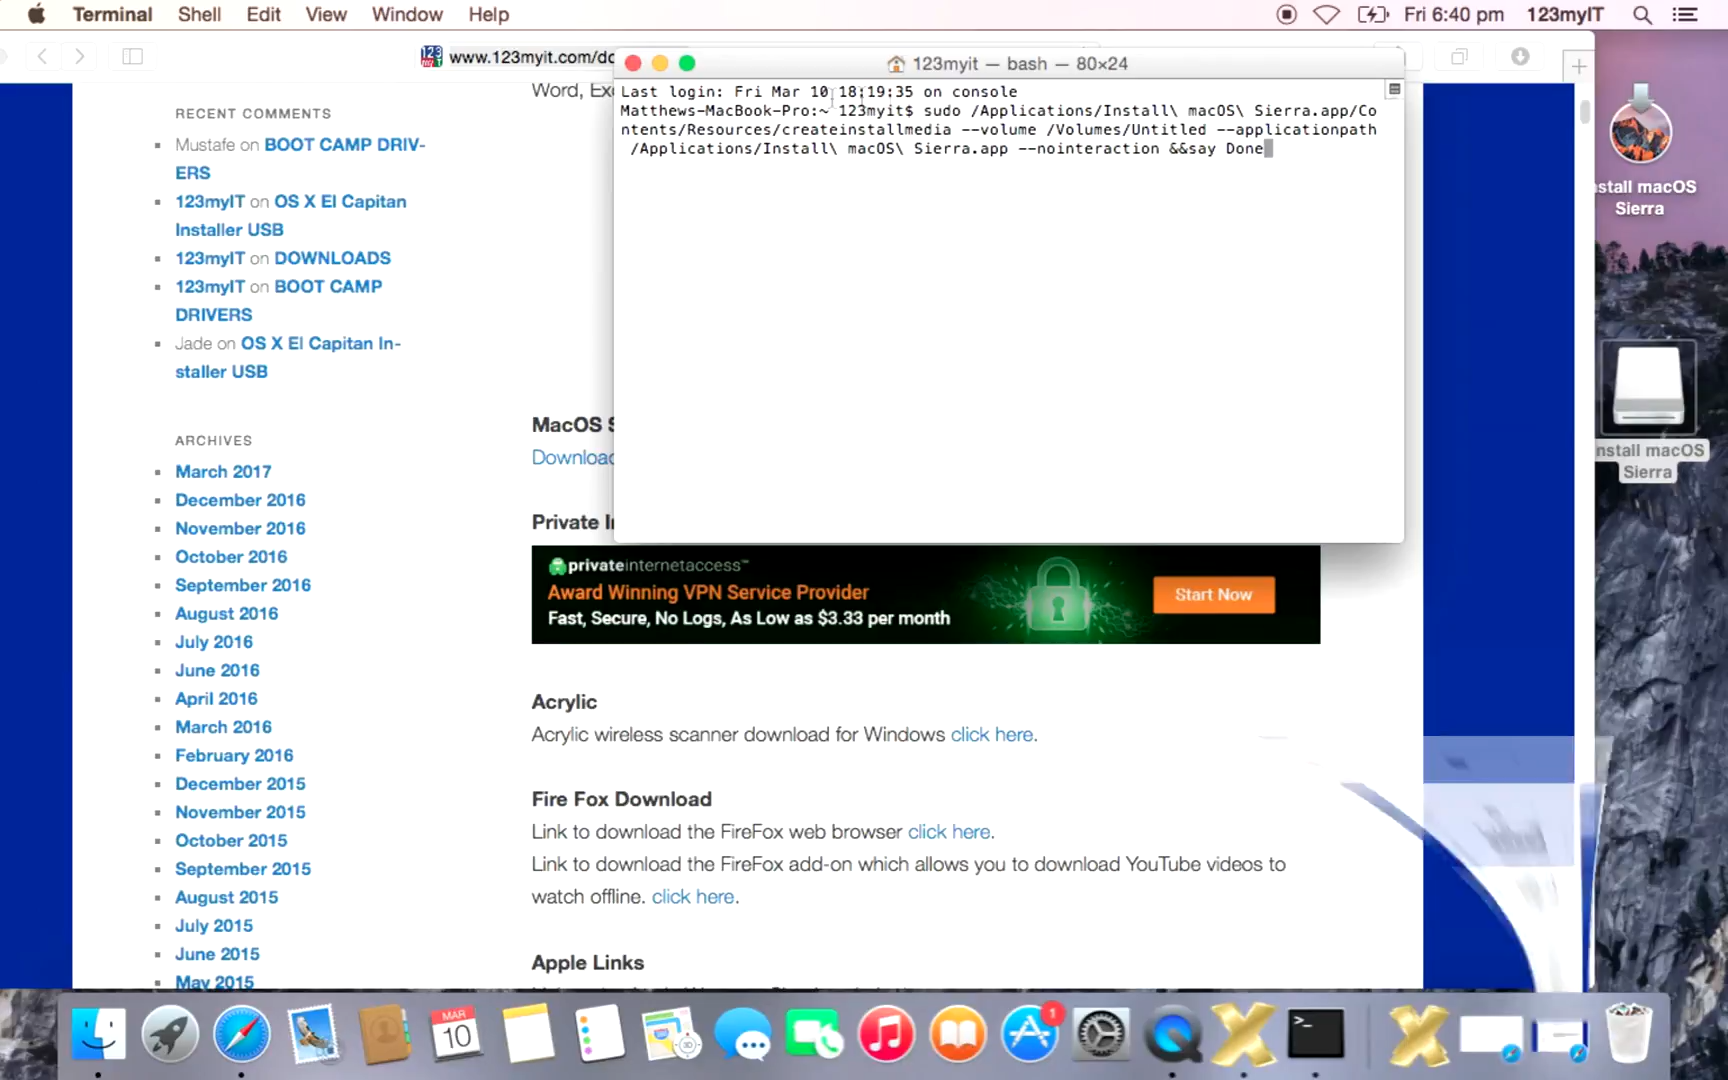 Terminal Shell Edit View Window Help
Fri 6:40 pm 123myIT
www.123myit.com/do
123myit — bash — 80×24
Last login: Fri Mar 10 18:19:35 on console
Matthews-MacBook-Pro:~ 123myit$ sudo /Applications/Install\ macOS\ Sierra.app/Co
ntents/Resources/createinstallmedia --volume /Volumes/Untitled --applicationpath
/Applications/Install\ macOS\ Sierra.app --nointeraction &&say Done
RECENT COMMENTS
Mustafe on BOOT CAMP DRIV-
ERS
123myIT on OS X El Capitan
Installer USB
123myIT on DOWNLOADS
123myIT on BOOT CAMP
DRIVERS
Jade on OS X El Capitan In-
staller USB
ARCHIVES
March 2017
December 2016
November 2016
October 2016
September 2016
August 2016
July 2016
June 2016
April 2016
March 2016
February 2016
December 2015
November 2015
October 2015
September 2015
August 2015
July 2015
June 2015
May 2015
Word, Exc
MacOS S
Download
Private In
privateinternetaccess™
Award Winning VPN Service Provider
Fast, Secure, No Logs, As Low as $3.33 per month
Start Now
Acrylic
Acrylic wireless scanner download for Windows click here.
Fire Fox Download
Link to download the FireFox web browser click here.
Link to download the FireFox add-on which allows you to download YouTube videos to
watch offline. click here.
Apple Links
stall macOS
Sierra
nstall macOS
Sierra
MAR
10
1